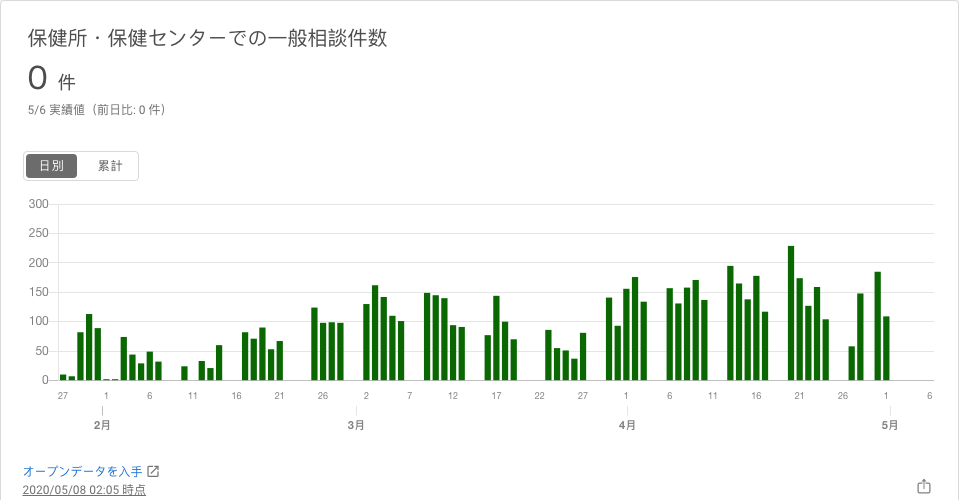 保健所・保健センターでの一般相談件数
0 件
5/6 実績値（前日比: 0 件）
日別 累計
300
250
200
150
100
50
0
27 1 6 11 16 21 26 2 7 12 17 22 27 1 6 11 16 21 26 1 6
2月 3月 4月 5月
オープンデータを入手
2020/05/08 02:05 時点